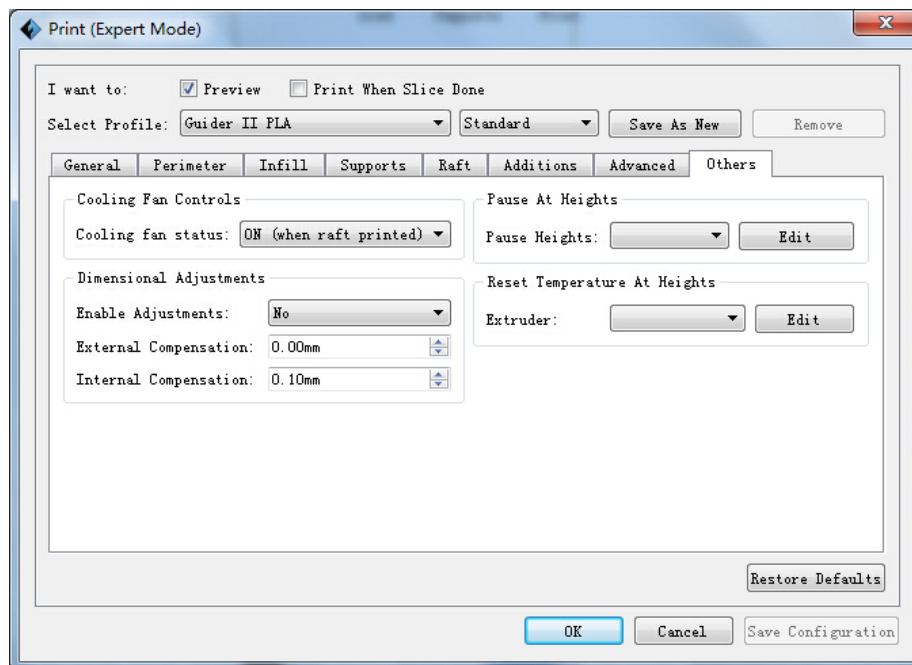 Print (Expert Mode)
I want to: Preview Print When Slice Done
Select Profile: Guider II PLA Standard Save As New Remove
General Perimeter Infill Supports Raft Additions Advanced Others
Cooling Fan Controls
Cooling fan status: ON (when raft printed)
Dimensional Adjustments
Enable Adjustments: No
External Compensation: 0.00mm
Internal Compensation: 0.10mm
Pause At Heights
Pause Heights: Edit
Reset Temperature At Heights
Extruder: Edit
Restore Defaults
OK Cancel Save Configuration